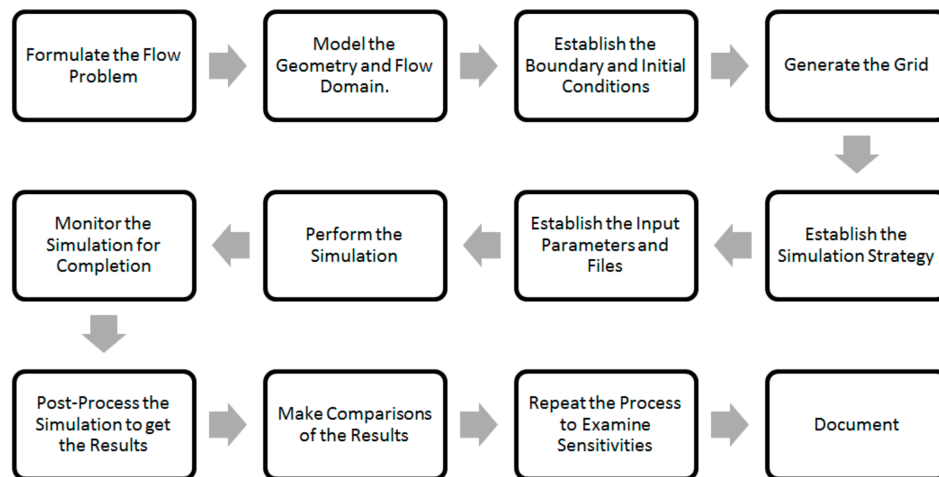 Formulate the Flow
Problem
Model the
Geometry and Flow
Domain.
Establish the
Boundary and Initial
Conditions
Generate the Grid
Establish the
Simulation Strategy
Establish the Input
Parameters and
Files
Perform the
Simulation
Monitor the
Simulation for
Completion
Post-Process the
Simulation to get
the Results
Make Comparisons
of the Results
Repeat the Process
to Examine
Sensitivities
Document